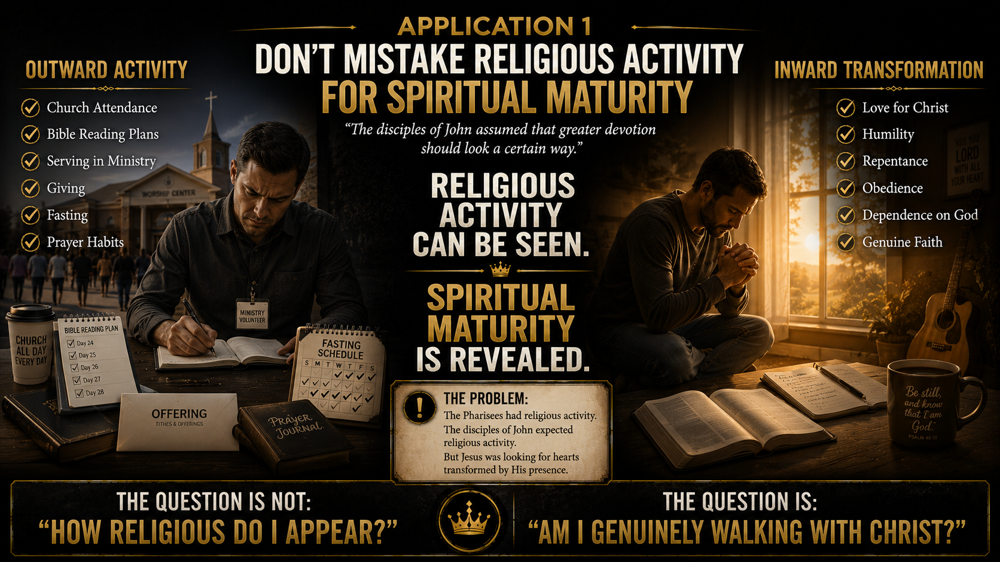 APPLICATION 1
DON'T MISTAKE RELIGIOUS ACTIVITY
FOR SPIRITUAL MATURITY
"The disciples of John assumed that greater devotion
should look a certain way."
OUTWARD ACTIVITY
Church Attendance
Bible Reading Plans
Serving in Ministry
Giving
Fasting
Prayer Habits
WORSHIP CENTER
MINISTRY
VOLUNTEER
CHURCH
ALL DAY
EVERY DAY
BIBLE READING PLAN
Day 24
Day 25
Day 26
Day 27
Day 28
OFFERING
TITHES & OFFERINGS
PRAYER
JOURNAL
FASTING
SCHEDULE
S M T W T F S
RELIGIOUS
ACTIVITY
CAN BE SEEN.
SPIRITUAL
MATURITY
IS REVEALED.
THE PROBLEM:
The Pharisees had religious activity.
The disciples of John expected
religious activity.
But Jesus was looking for hearts
transformed by His presence.
INWARD TRANSFORMATION
Love for Christ
Humility
Repentance
Obedience
Dependence on God
Genuine Faith
LORD
WITH ALL
YOUR HEART
Be still,
and know
that I am
God."
PSALM 46:10
THE QUESTION IS NOT:
"HOW RELIGIOUS DO I APPEAR?"
THE QUESTION IS:
"AM I GENUINELY WALKING WITH CHRIST?"